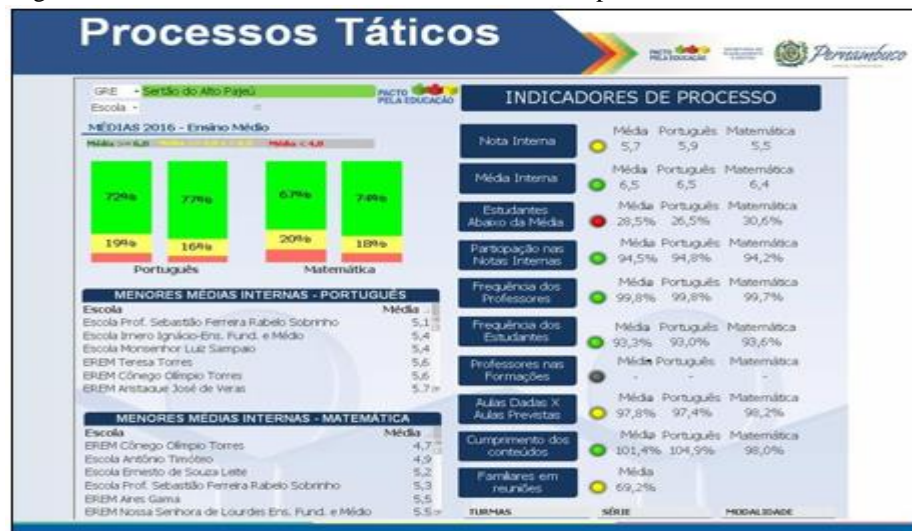 Processos Táticos
PACTO PELA EDUCAÇÃO
Pernambuco
GRE Sertão do Alto Pajeú
Escola
PACTO
PELA EDUCAÇÃO
MÉDIAS 2016 - Ensino Médio
Média >= 6,0
Média < 4,0
72% 77% 67% 74%
19% 16% 20% 18%
Português Matemática
MENORES MÉDIAS INTERNAS - PORTUGUÊS
Escola Média
Escola Prof. Sebastião Ferreira Rabelo Sobrinho 5,1
Escola Irnero Ignácio-Ens. Fund. e Médio 5,4
Escola Monsenhor Luiz Sampaio 5,4
EREM Teresa Torres 5,6
EREM Cônego Olímpio Torres 5,6
EREM Aristaque José de Veras 5,7
MENORES MÉDIAS INTERNAS - MATEMÁTICA
Escola Média
EREM Cônego Olímpio Torres 4,7
Escola Antônio Timóteo 4,9
Escola Ernesto de Souza Leite 5,2
Escola Prof. Sebastião Ferreira Rabelo Sobrinho 5,3
EREM Aires Gama 5,5
EREM Nossa Senhora de Lourdes Ens. Fund. e Médio 5,5
INDICADORES DE PROCESSO
Nota Interna
Média Português Matemática
5,7 5,9 5,5
Média Interna
Média Português Matemática
6,5 6,5 6,4
Estudantes
Abaixo da Média
Média Português Matemática
28,5% 26,5% 30,6%
Participação nas
Notas Internas
Média Português Matemática
94,5% 94,8% 94,2%
Frequência dos
Professores
Média Português Matemática
99,8% 99,8% 99,7%
Frequência dos
Estudantes
Média Português Matemática
93,3% 93,0% 93,6%
Professores nas
Formações
Média Português Matemática
- - -
Aulas Dadas X
Aulas Previstas
Média Português Matemática
97,8% 97,4% 98,2%
Cumprimento dos
conteúdos
Média Português Matemática
101,4% 104,9% 98,0%
Familares em
reuniões
Média
69,2%
TURMAS SÉRIE MODALIDADE